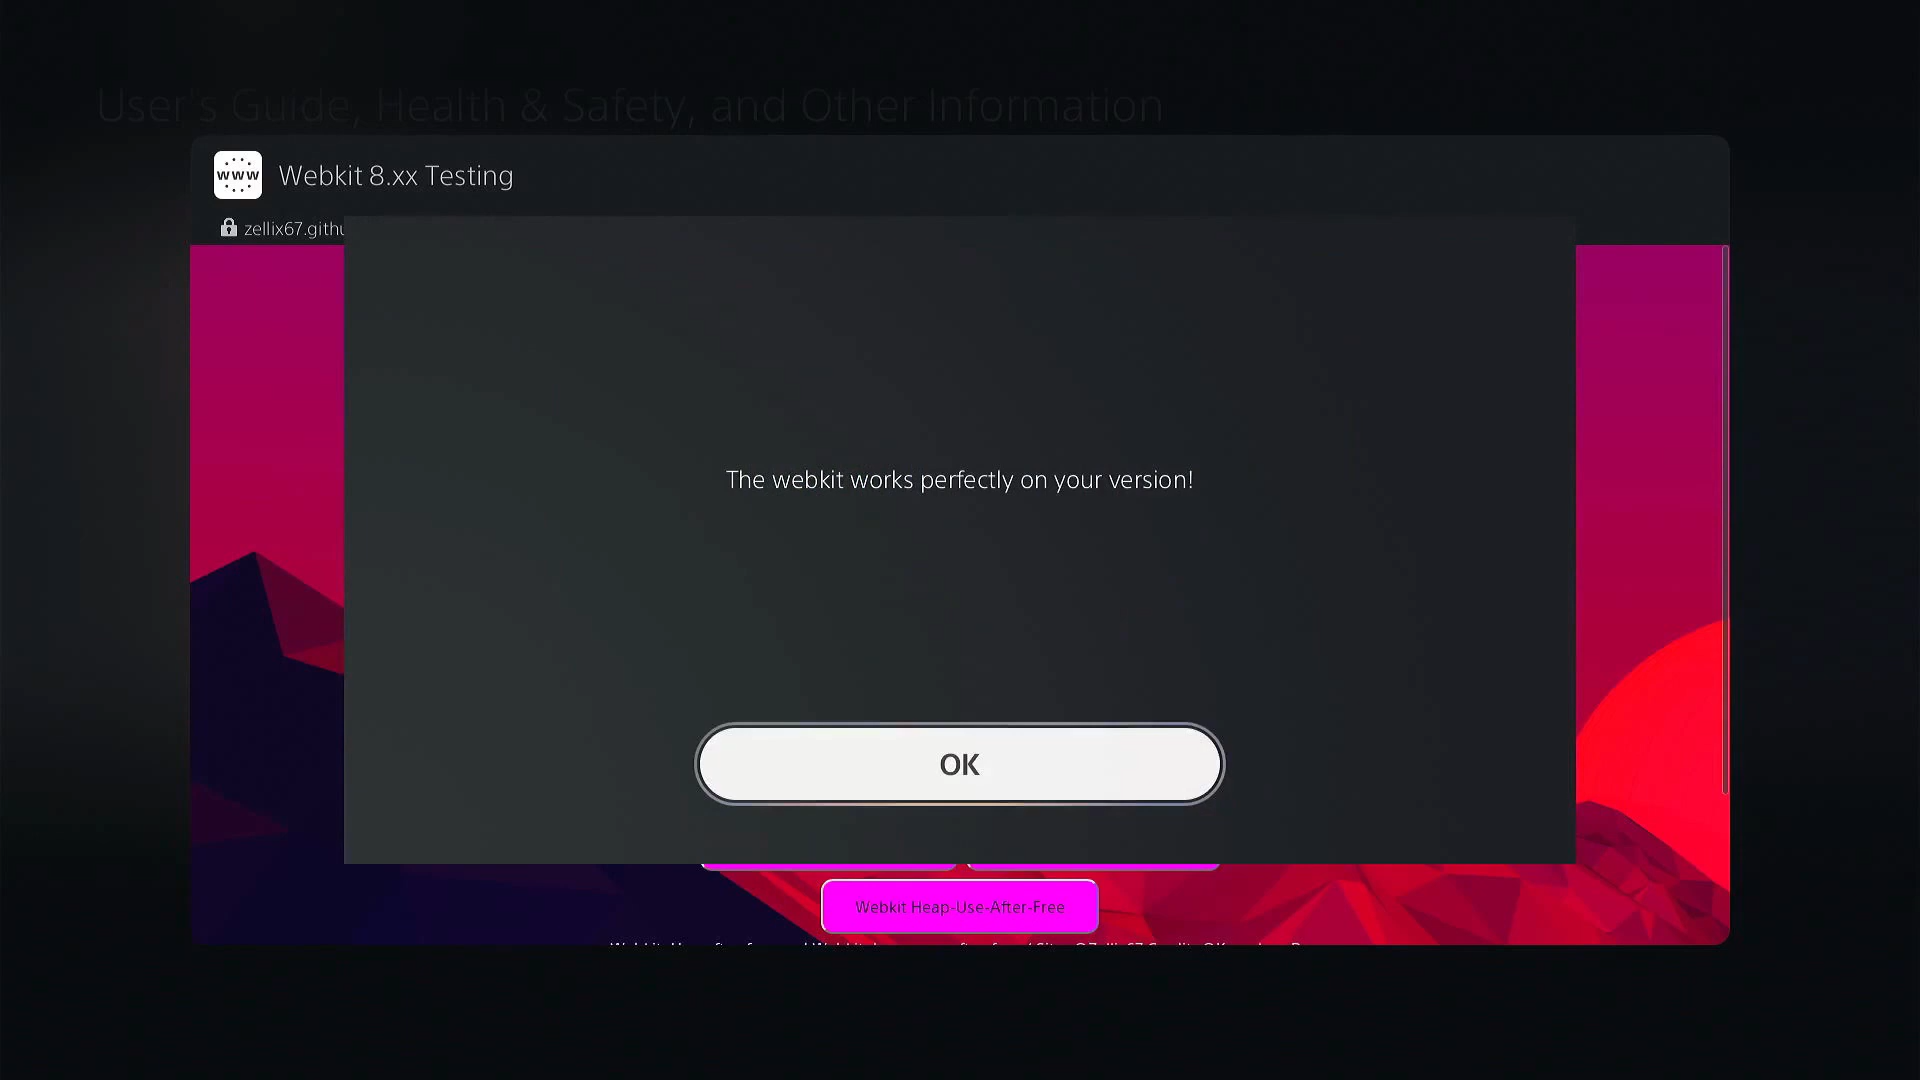 User's Guide, Health & Safety, and Other Information
www
Webkit 8.xx Testing
zellix67.githu
The webkit works perfectly on your version!
OK
Webkit Heap-Use-After-Free